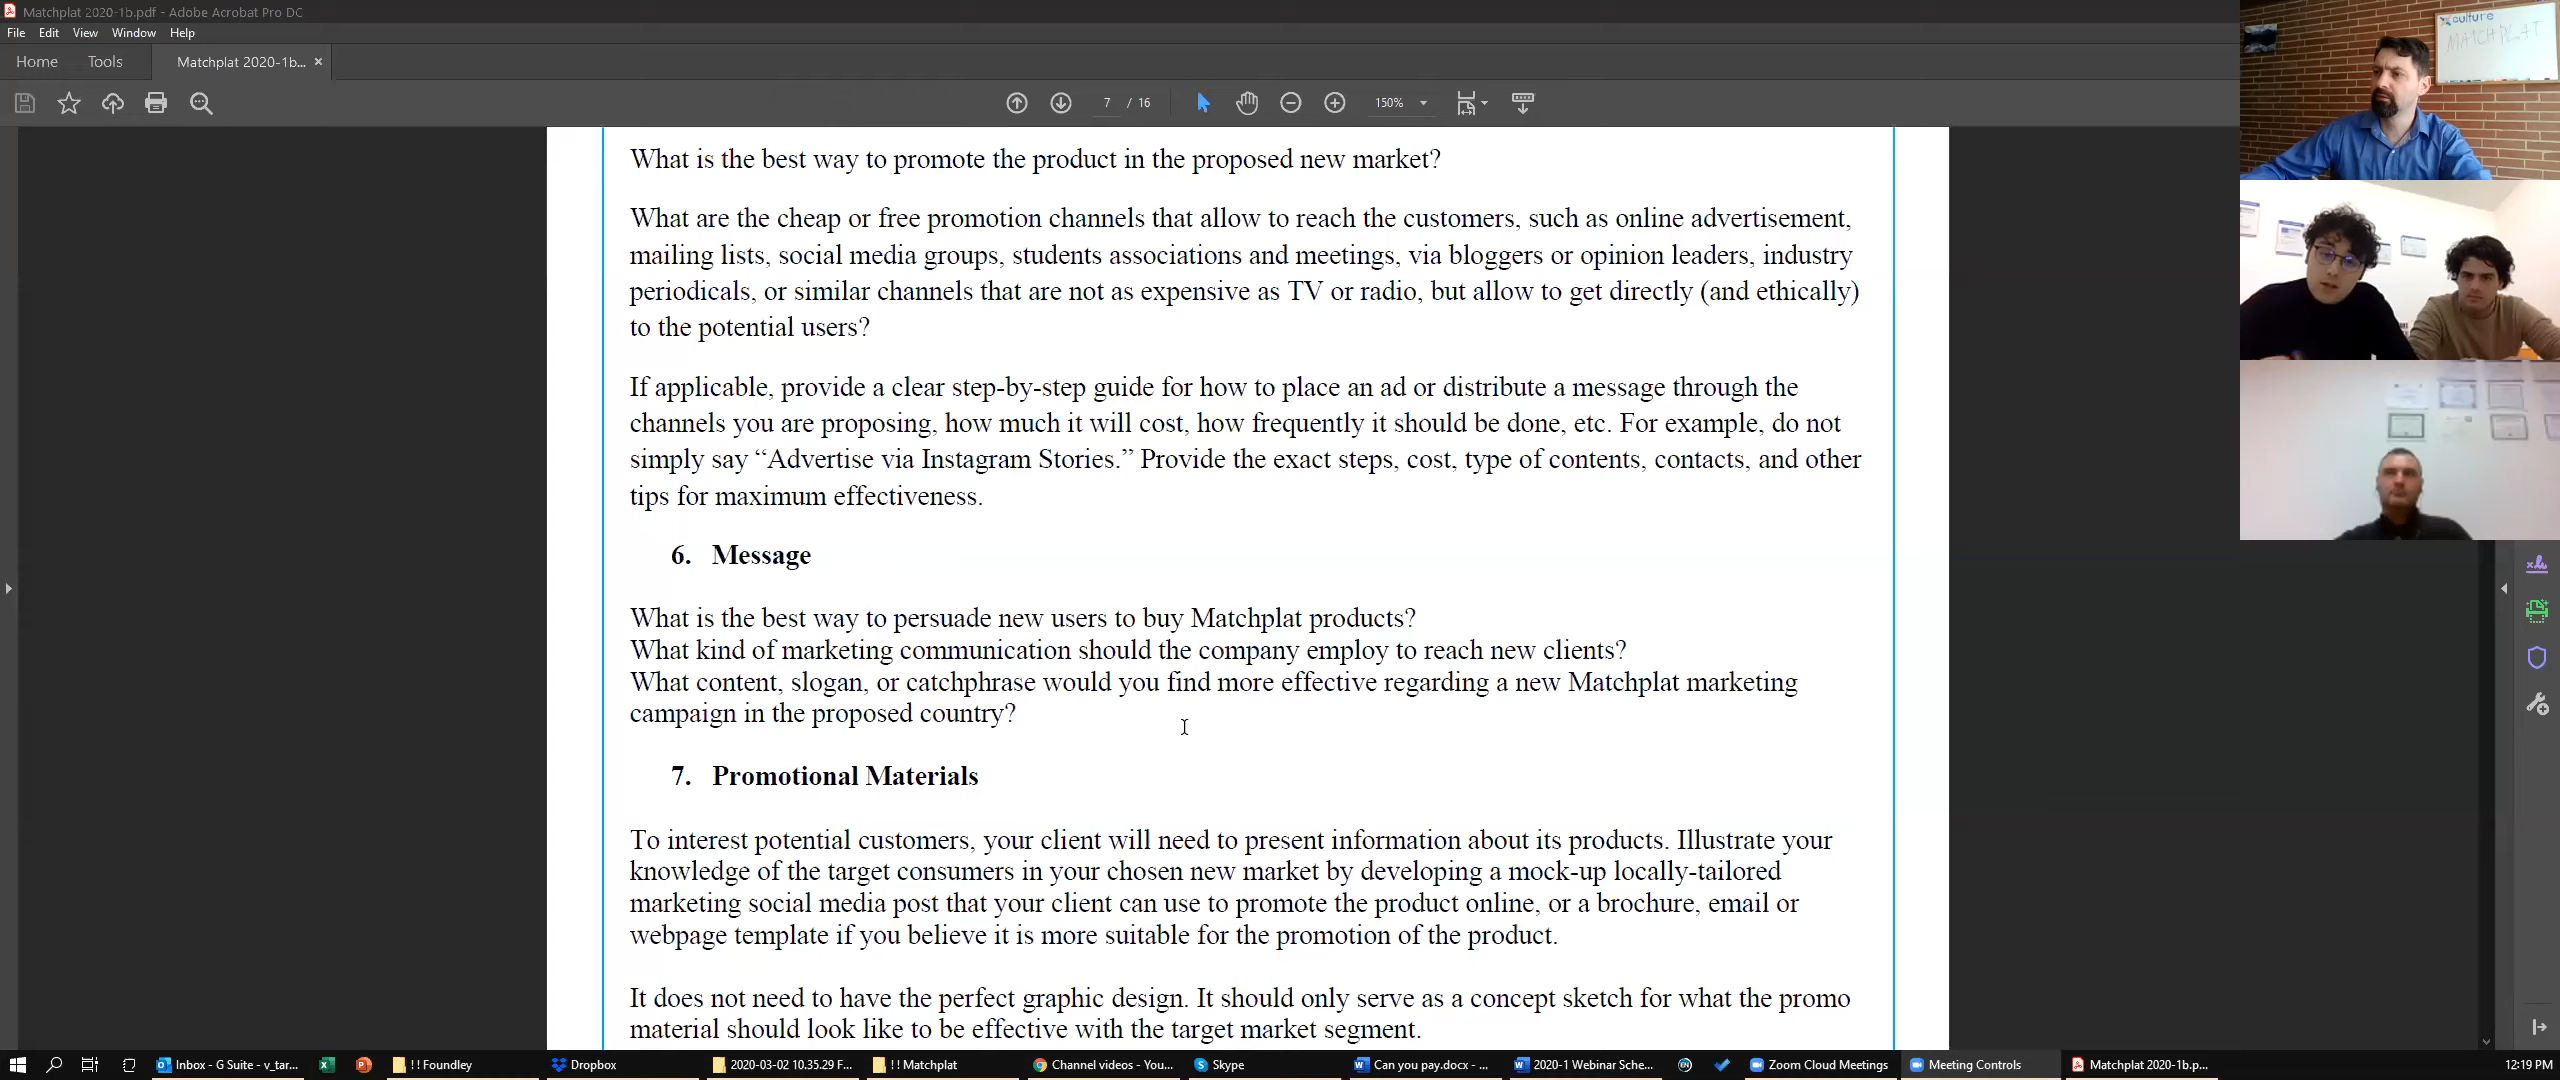 Matchplat 2020-1b.pdf - Adobe Acrobat Pro DC
File Edit View Window Help
Home Tools Matchplat 2020-1b... ×
7 / 16 150%
What is the best way to promote the product in the proposed new market?
What are the cheap or free promotion channels that allow to reach the customers, such as online advertisement,
mailing lists, social media groups, students associations and meetings, via bloggers or opinion leaders, industry
periodicals, or similar channels that are not as expensive as TV or radio, but allow to get directly (and ethically)
to the potential users?
If applicable, provide a clear step-by-step guide for how to place an ad or distribute a message through the
channels you are proposing, how much it will cost, how frequently it should be done, etc. For example, do not
simply say “Advertise via Instagram Stories.” Provide the exact steps, cost, type of contents, contacts, and other
tips for maximum effectiveness.
6. Message
What is the best way to persuade new users to buy Matchplat products?
What kind of marketing communication should the company employ to reach new clients?
What content, slogan, or catchphrase would you find more effective regarding a new Matchplat marketing
campaign in the proposed country?
7. Promotional Materials
To interest potential customers, your client will need to present information about its products. Illustrate your
knowledge of the target consumers in your chosen new market by developing a mock-up locally-tailored
marketing social media post that your client can use to promote the product online, or a brochure, email or
webpage template if you believe it is more suitable for the promotion of the product.
It does not need to have the perfect graphic design. It should only serve as a concept sketch for what the promo
material should look like to be effective with the target market segment.
xculture
MATCHPLAT
Inbox - G Suite - v_tar... !! Foundley Dropbox 2020-03-02 10.35.29 F... !! Matchplat Channel videos - You... Skype Can you pay.docx - ... 2020-1 Webinar Sche... Zoom Cloud Meetings Meeting Controls Matchplat 2020-1b.p... 12:19 PM